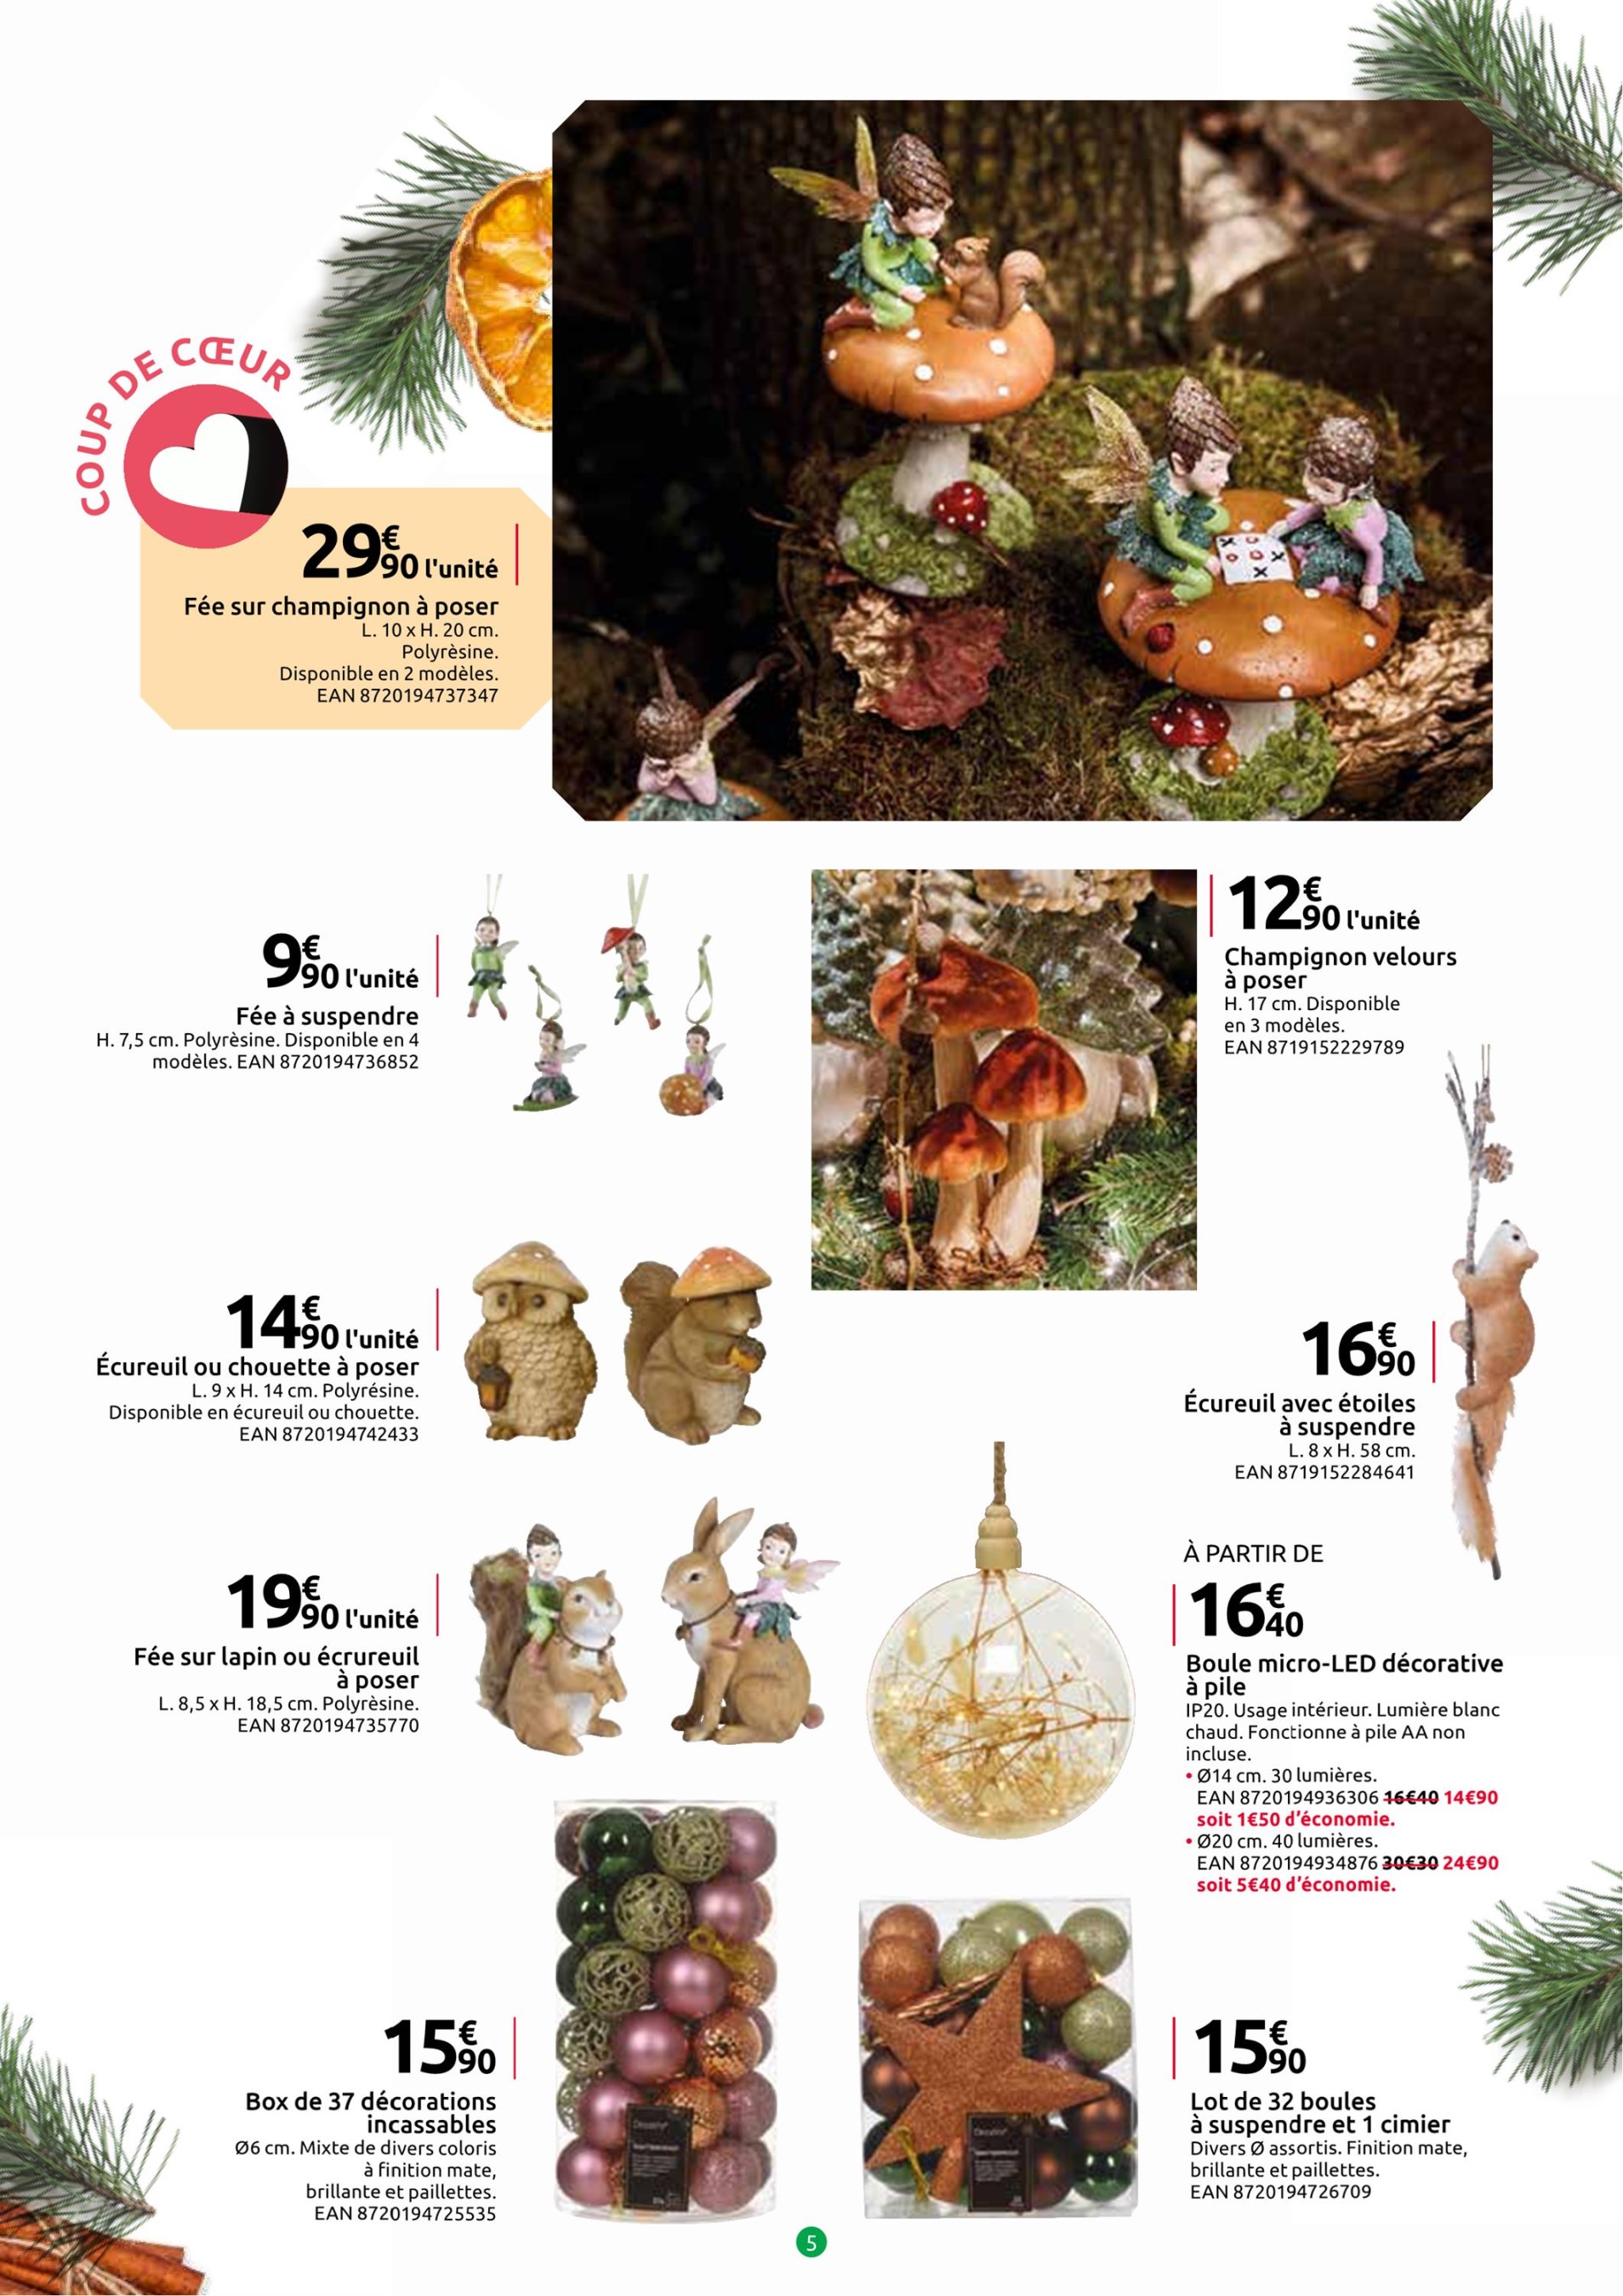 COUP DE CŒUR
29€90 l'unité
Fée sur champignon à poser
L. 10 x H. 20 cm.
Polyrèsine.
Disponible en 2 modèles.
EAN 8720194737347
9€90 l'unité
Fée à suspendre
H. 7,5 cm. Polyrèsine. Disponible en 4
modèles. EAN 8720194736852
12€90 l'unité
Champignon velours
à poser
H. 17 cm. Disponible
en 3 modèles.
EAN 8719152229789
14€90 l'unité
Écureuil ou chouette à poser
L. 9 x H. 14 cm. Polyrésine.
Disponible en écureuil ou chouette.
EAN 8720194742433
16€90
Écureuil avec étoiles
à suspendre
L. 8 x H. 58 cm.
EAN 8719152284641
19€90 l'unité
Fée sur lapin ou écrureuil
à poser
L. 8,5 x H. 18,5 cm. Polyrèsine.
EAN 8720194735770
À PARTIR DE
16€40
Boule micro-LED décorative
à pile
IP20. Usage intérieur. Lumière blanc
chaud. Fonctionne à pile AA non
incluse.
• Ø14 cm. 30 lumières.
EAN 8720194936306 16€40 14€90
soit 1€50 d'économie.
• Ø20 cm. 40 lumières.
EAN 8720194934876 30€30 24€90
soit 5€40 d'économie.
15€90
Box de 37 décorations
incassables
Ø6 cm. Mixte de divers coloris
à finition mate,
brillante et paillettes.
EAN 8720194725535
15€90
Lot de 32 boules
à suspendre et 1 cimier
Divers Ø assortis. Finition mate,
brillante et paillettes.
EAN 8720194726709
5